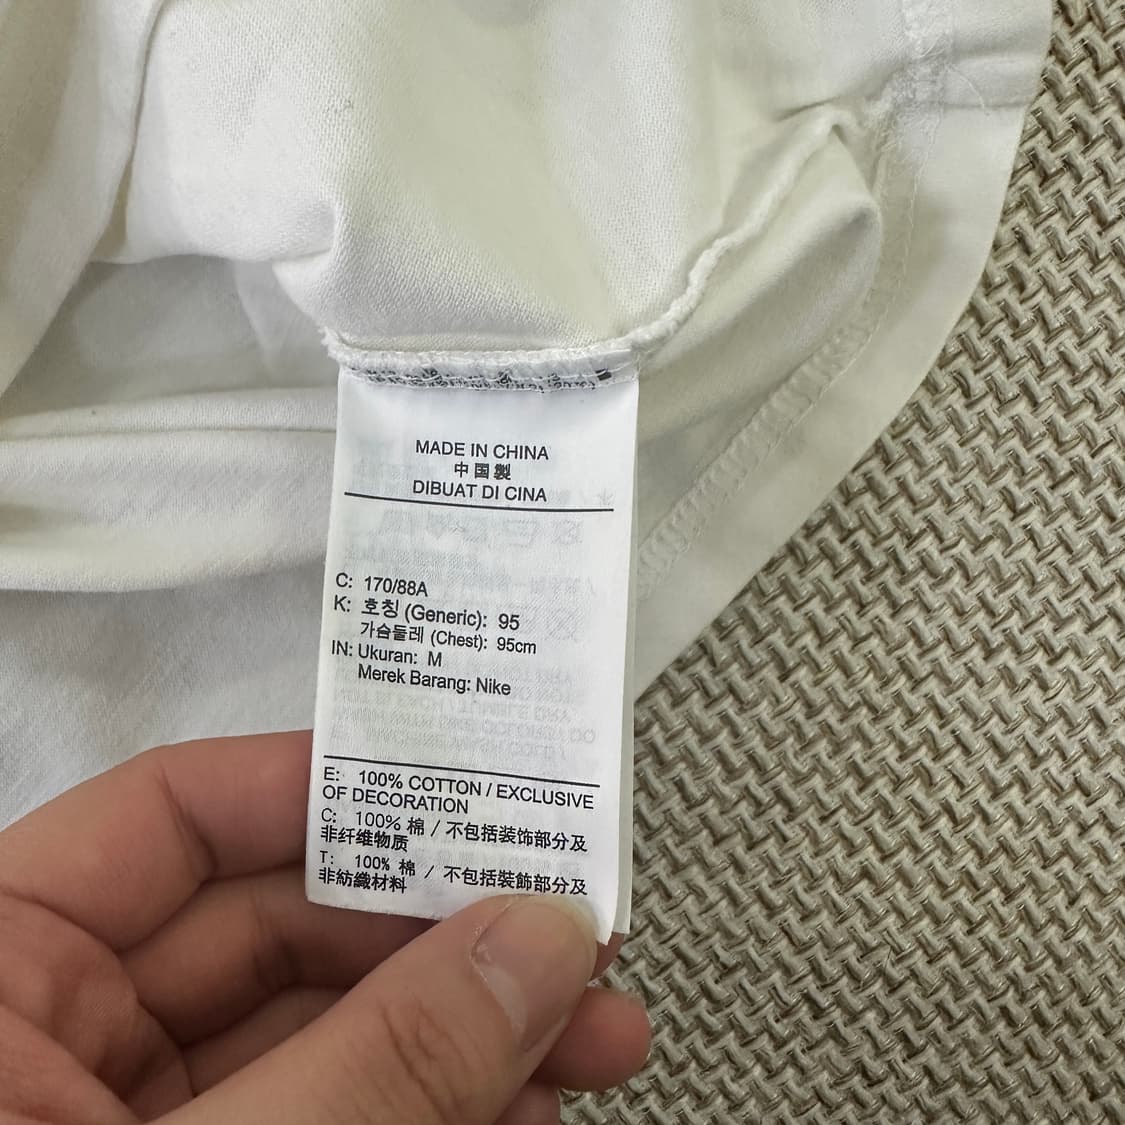 MADE IN CHINA
中国製
DIBUAT DI CINA
C: 170/88A
K: 호칭 (Generic): 95
가슴둘레 (Chest): 95cm
IN: Ukuran: M
Merek Barang: Nike
E: 100% COTTON / EXCLUSIVE
OF DECORATION
C: 100% 棉 / 不包括装饰部分及
非纤维物质
T: 100% 棉 / 不包括裝飾部分及
非紡織材料